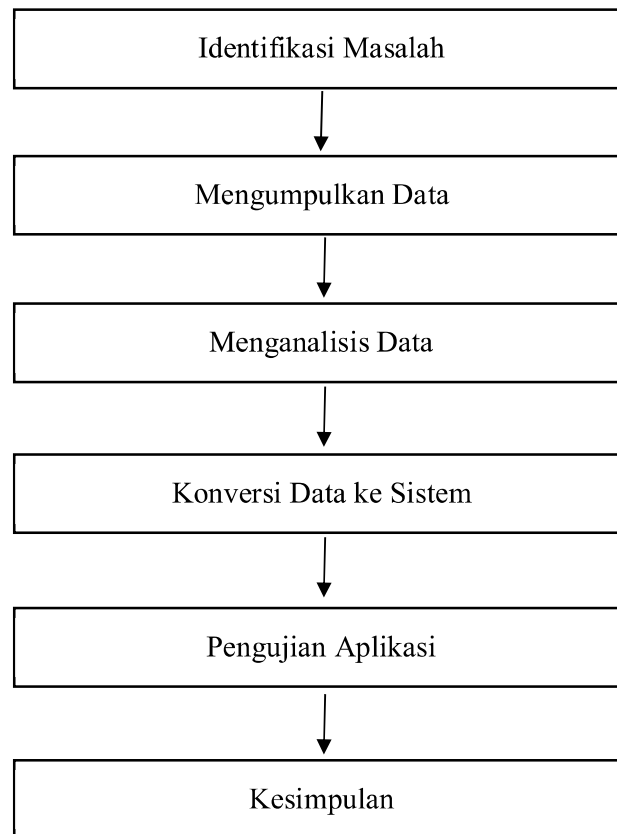 Identifikasi Masalah
Mengumpulkan Data
Menganalisis Data
Konversi Data ke Sistem
Pengujian Aplikasi
Kesimpulan